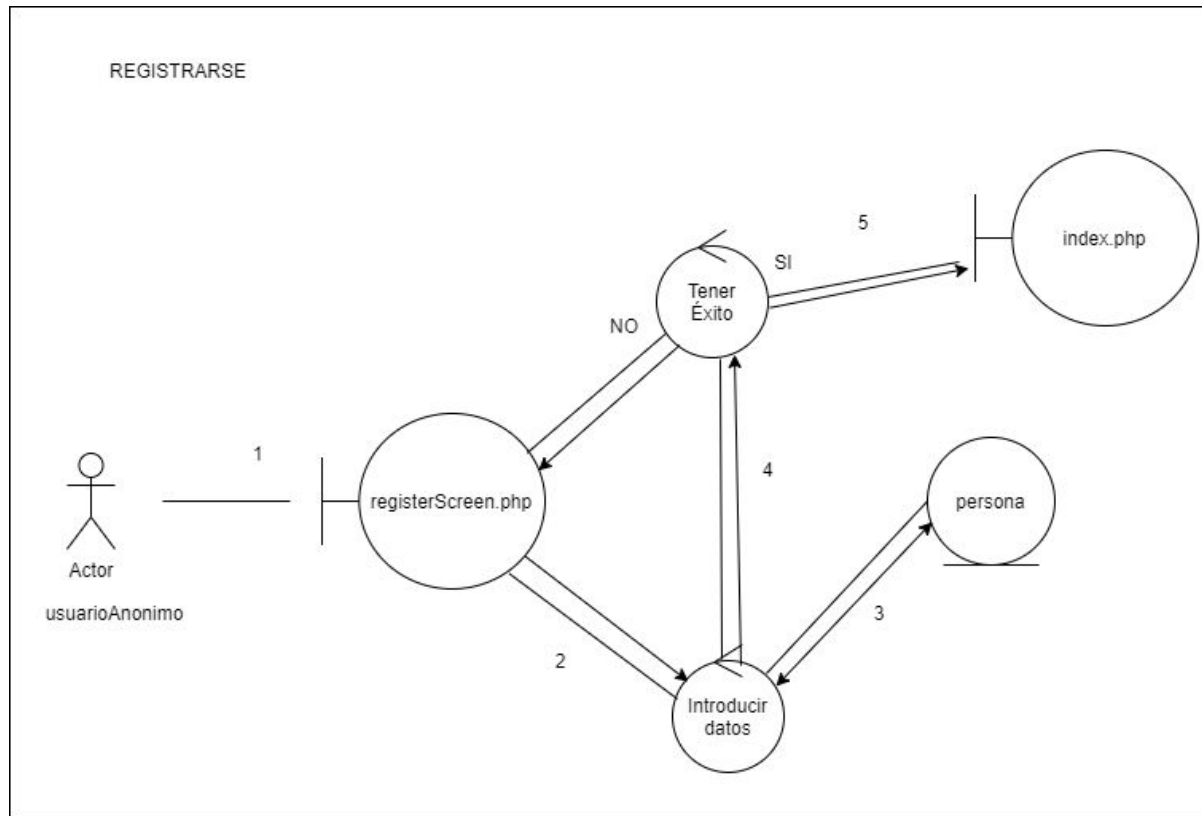 REGISTRARSE
5
index.php
SI
Tener
Éxito
NO
1
4
registerScreen.php
persona
Actor
usuarioAnonimo
3
2
Introducir
datos